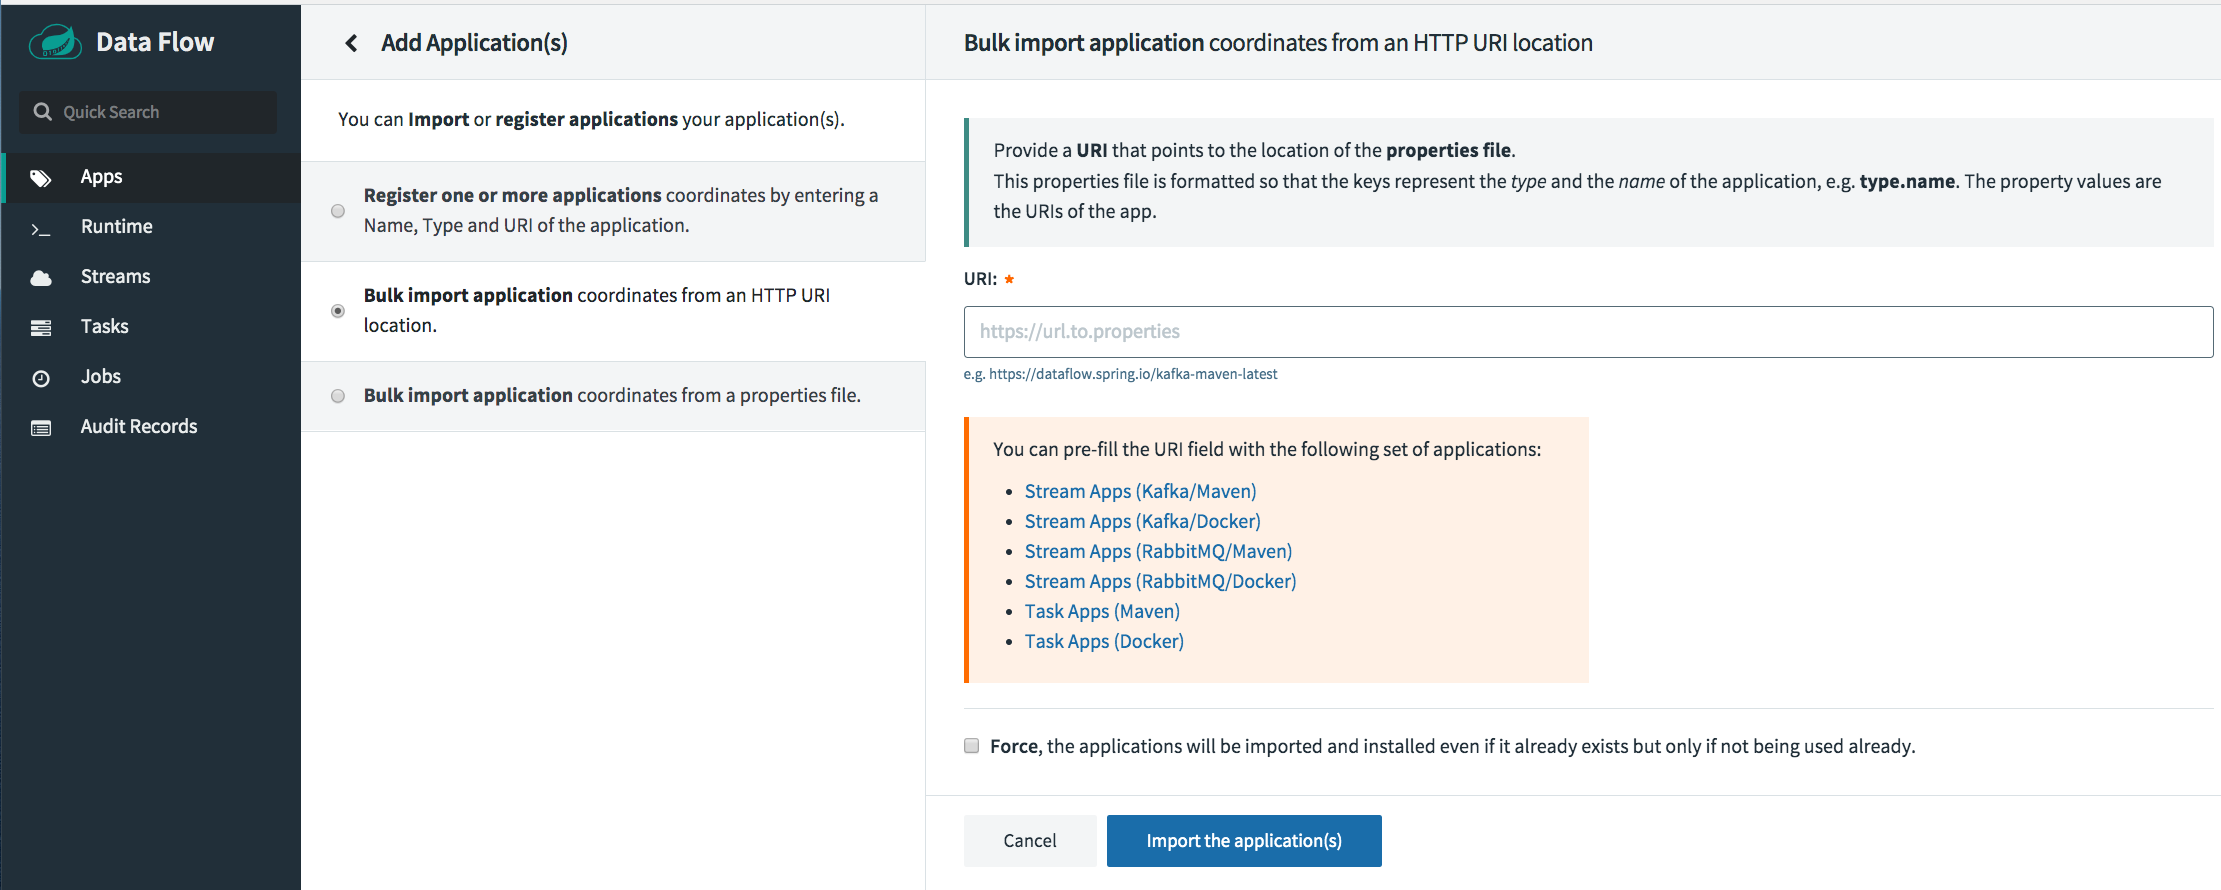 Data Flow
Quick Search
Apps
Runtime
Streams
Tasks
Jobs
Audit Records
Add Application(s)
You can Import or register applications your application(s).
Register one or more applications coordinates by entering a
Name, Type and URI of the application.
Bulk import application coordinates from an HTTP URI
location.
Bulk import application coordinates from a properties file.
Bulk import application coordinates from an HTTP URI location
Provide a URI that points to the location of the properties file.
This properties file is formatted so that the keys represent the type and the name of the application, e.g. type.name. The property values are
the URIs of the app.
URI: *
https://url.to.properties
e.g. https://dataflow.spring.io/kafka-maven-latest
You can pre-fill the URI field with the following set of applications:
• Stream Apps (Kafka/Maven)
• Stream Apps (Kafka/Docker)
• Stream Apps (RabbitMQ/Maven)
• Stream Apps (RabbitMQ/Docker)
• Task Apps (Maven)
• Task Apps (Docker)
Force, the applications will be imported and installed even if it already exists but only if not being used already.
Cancel
Import the application(s)